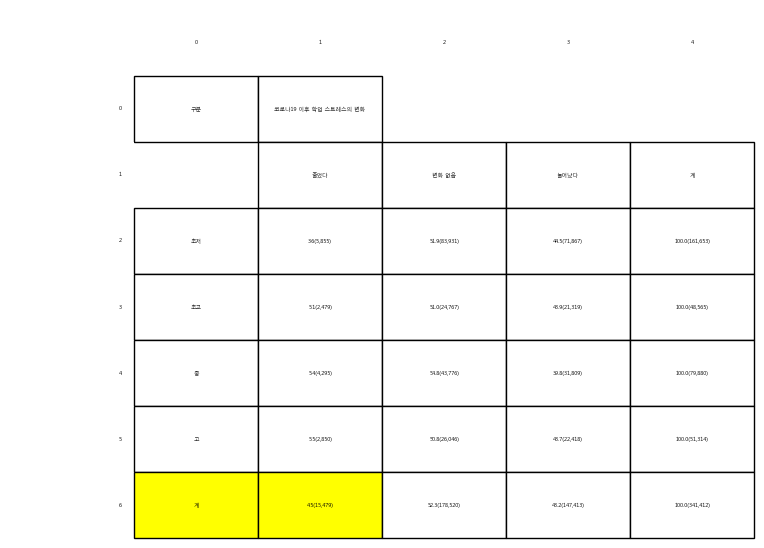 0 1 2 3 4
0 구분 코로나19 이후 학업 스트레스의 변화
1 줄었다 변화 없음 늘어났다 계
2 초저 3.6(5,855) 51.9(83,931) 44.5(71,867) 100.0(161,653)
3 초고 5.1(2,479) 51.0(24,767) 43.9(21,319) 100.0(48,565)
4 중 5.4(4,295) 54.8(43,776) 39.8(31,809) 100.0(79,880)
5 고 5.5(2,850) 50.8(26,046) 43.7(22,418) 100.0(51,314)
6 계 4.5(15,479) 52.3(178,520) 43.2(147,413) 100.0(341,412)